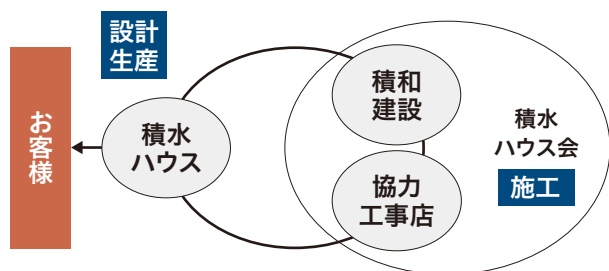 設計
生産
お客様
積水
ハウス
積和
建設
協力
工事店
積水
ハウス会
施工